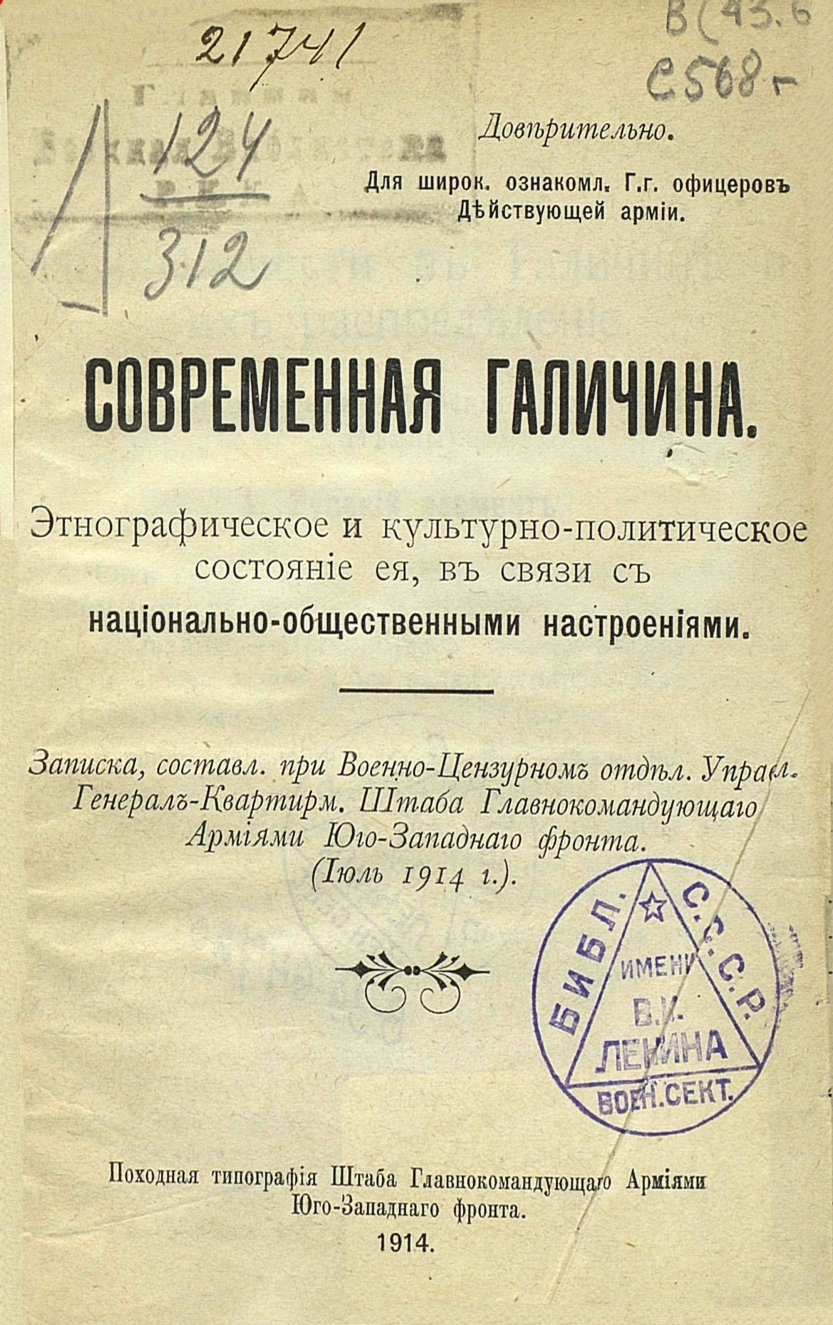 21741
В(43.6
С568г
124
312
Довѣрительно.
Для широк. ознакомл. Г.г. офицеровъ
Дѣйствующей арміи.
СОВРЕМЕННАЯ ГАЛИЧИНА.
Этнографическое и культурно-политическое
состояніе ея, въ связи съ
національно-общественными настроеніями.
Записка, составл. при Военно-Цензурномъ отдѣл. Управл.
Генералъ-Квартирм. Штаба Главнокомандующаго
Арміями Юго-Западнаго фронта.
(Іюль 1914 г.).
БИБЛ. С.С.С.Р.
ИМЕНИ
В.И.
ЛЕНИНА
ВОЕН.СЕКТ.
Походная типографія Штаба Главнокомандующаго Арміями
Юго-Западнаго фронта.
1914.